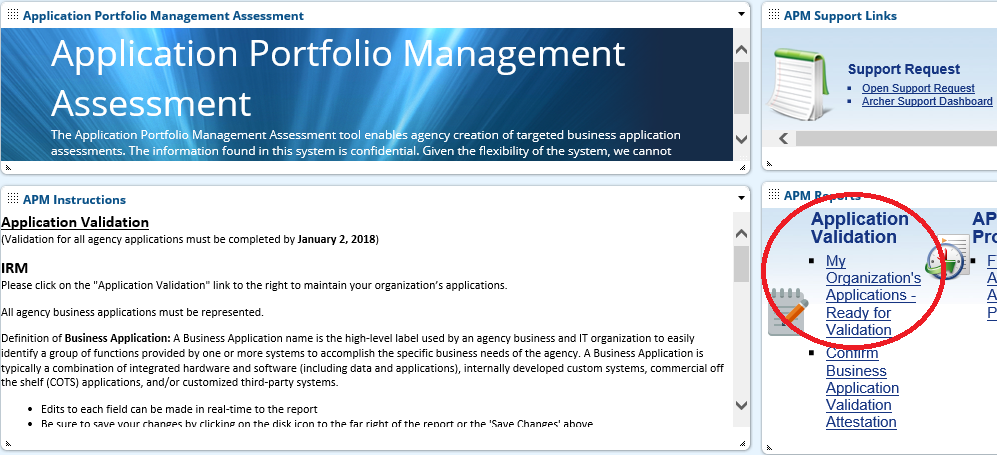 Application Portfolio Management Assessment
Application Portfolio Management
Assessment
The Application Portfolio Management Assessment tool enables agency creation of targeted business application
assessments. The information found in this system is confidential. Given the flexibility of the system, we cannot
APM Support Links
Support Request
Open Support Request
Archer Support Dashboard
APM Instructions
Application Validation
(Validation for all agency applications must be completed by January 2, 2018)
IRM
Please click on the "Application Validation" link to the right to maintain your organization’s applications.
All agency business applications must be represented.
Definition of Business Application: A Business Application name is the high-level label used by an agency business and IT organization to easily
identify a group of functions provided by one or more systems to accomplish the specific business needs of the agency. A Business Application is
typically a combination of integrated hardware and software (including data and applications), internally developed custom systems, commercial off
the shelf (COTS) applications, and/or customized third-party systems.
• Edits to each field can be made in real-time to the report
• Be sure to save your changes by clicking on the disk icon to the far right of the report or the 'Save Changes' above
APM Reports
Application
Validation
My
Organization's
Applications -
Ready for
Validation
Confirm
Business
Application
Validation
Attestation
AP
Pro
F
A
A
P